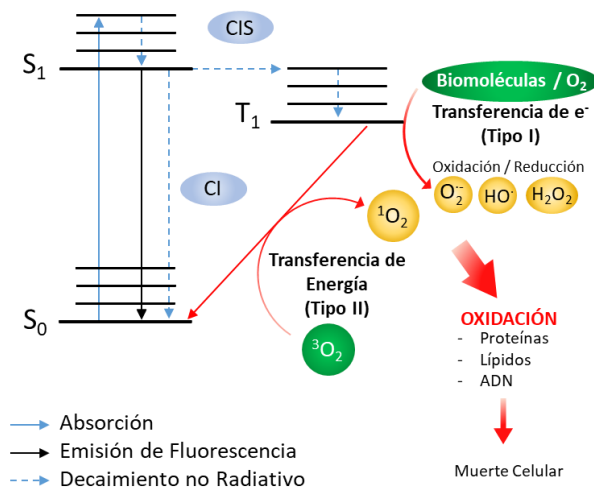 CIS
S₁
T₁
Biomoléculas / O₂
Transferencia de e⁻
(Tipo I)
Oxidación / Reducción
O₂·⁻
HO·
H₂O₂
CI
¹O₂
Transferencia de
Energía
(Tipo II)
³O₂
S₀
OXIDACIÓN
- Proteínas
- Lípidos
- ADN
Muerte Celular
Absorción
Emisión de Fluorescencia
Decaimiento no Radiativo